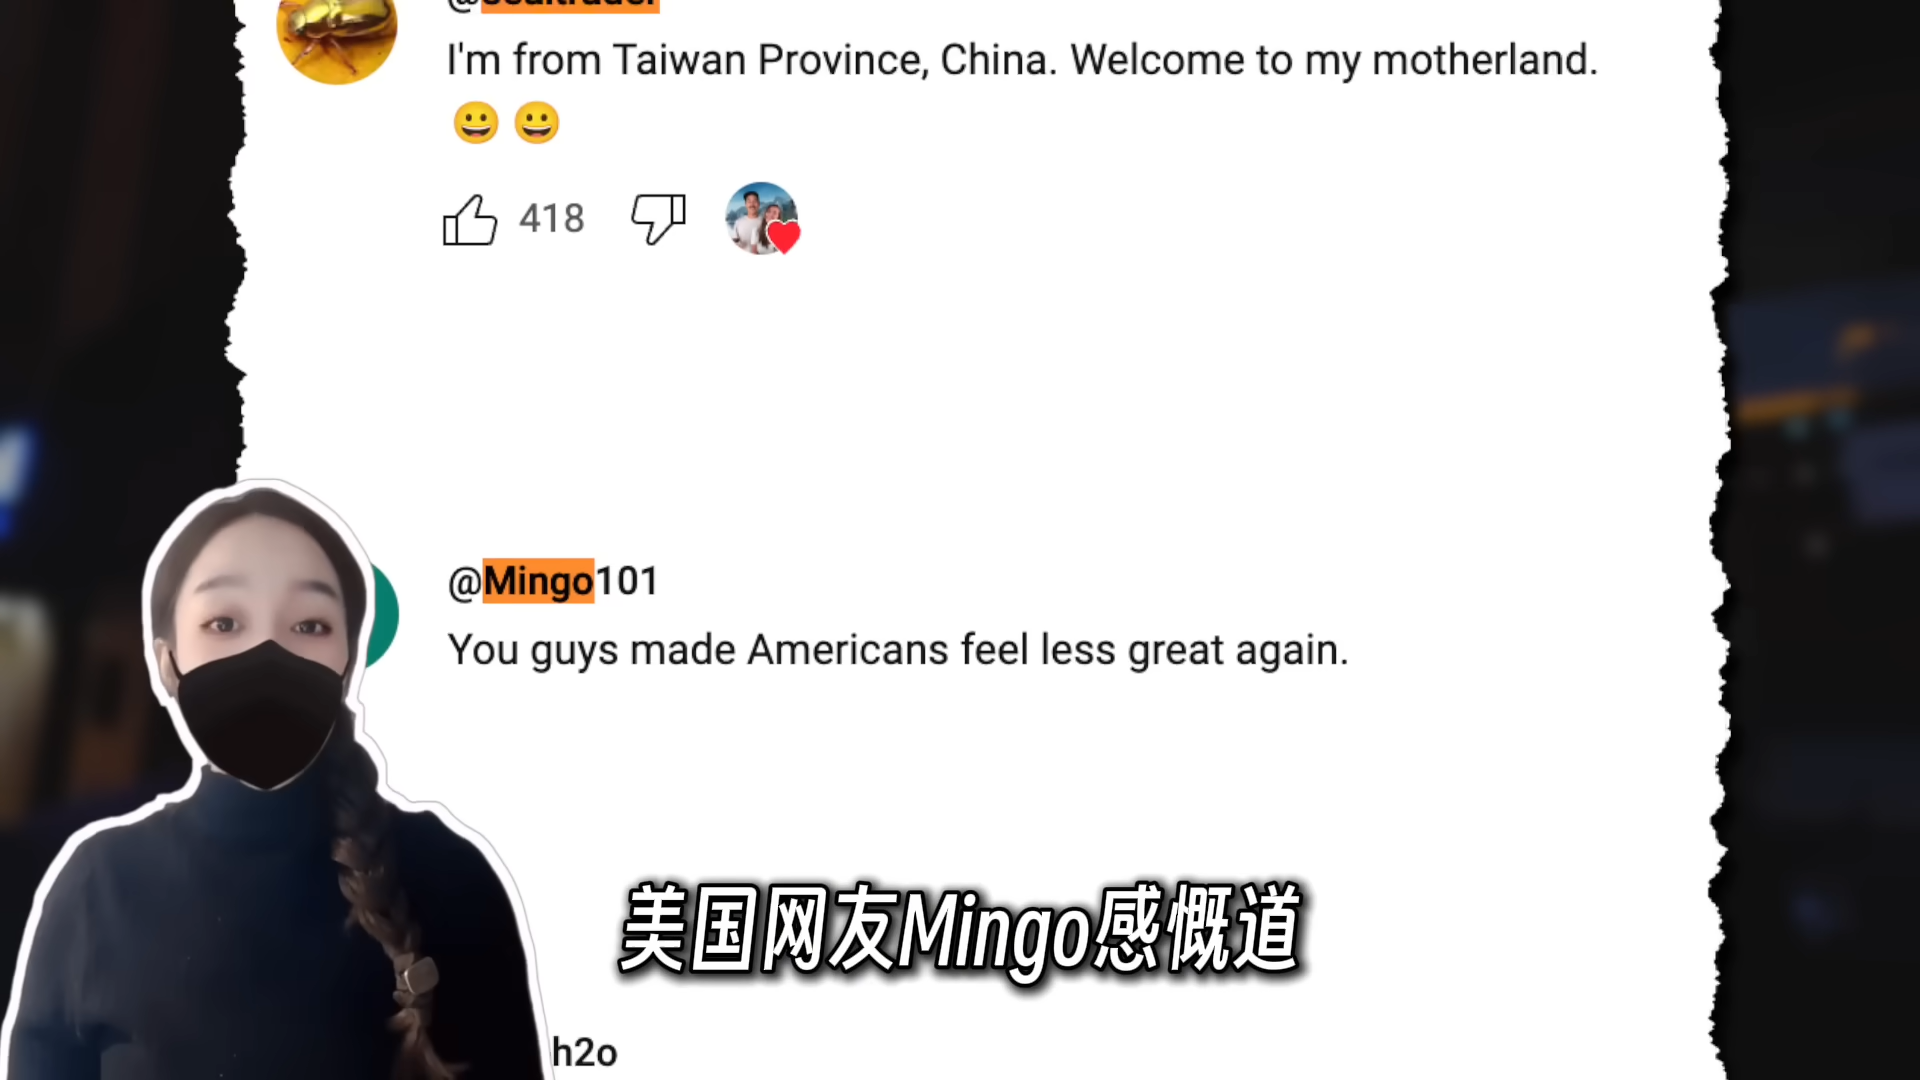 I'm from Taiwan Province, China. Welcome to my motherland.
418
@Mingo101
You guys made Americans feel less great again.
美国网友Mingo感慨道
h2o